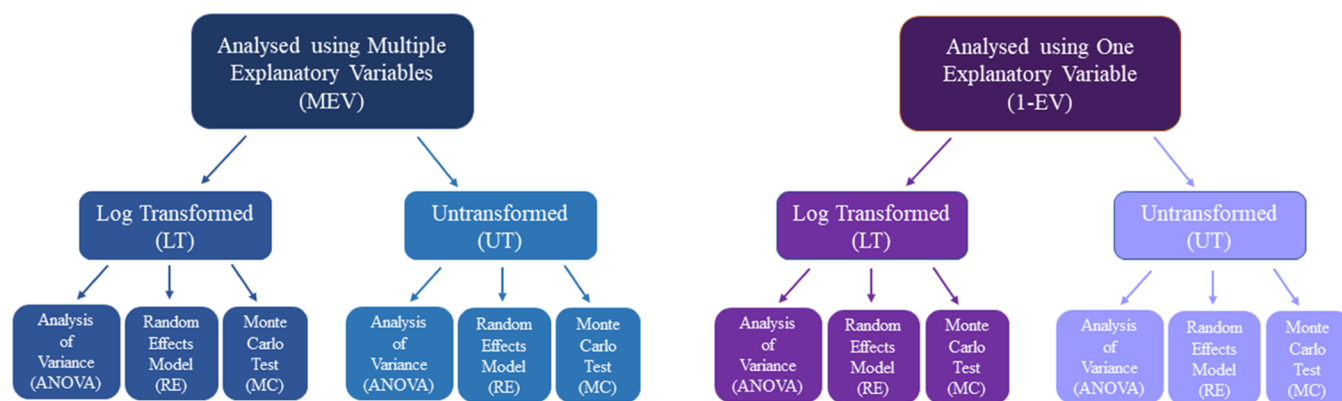 Analysed using Multiple
Explanatory Variables
(MEV)
Analysed using One
Explanatory Variable
(1-EV)
Log Transformed
(LT)
Untransformed
(UT)
Log Transformed
(LT)
Untransformed
(UT)
Analysis
of
Variance
(ANOVA)
Random
Effects
Model
(RE)
Monte
Carlo
Test
(MC)
Analysis
of
Variance
(ANOVA)
Random
Effects
Model
(RE)
Monte
Carlo
Test
(MC)
Analysis
of
Variance
(ANOVA)
Random
Effects
Model
(RE)
Monte
Carlo
Test
(MC)
Analysis
of
Variance
(ANOVA)
Random
Effects
Model
(RE)
Monte
Carlo
Test
(MC)